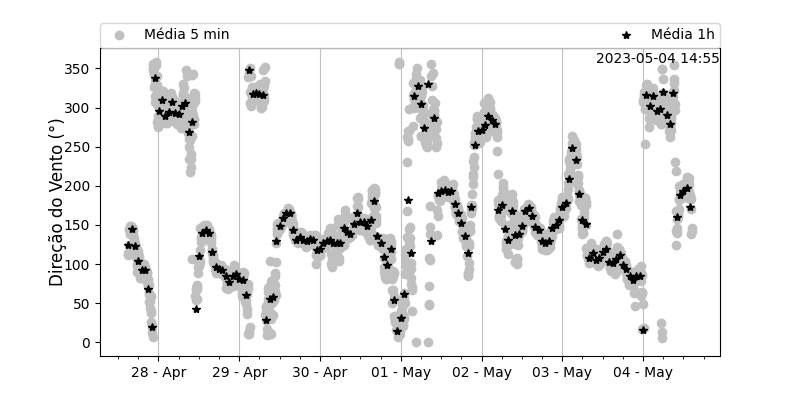 Média 5 min
Média 1h
2023-05-04 14:55
Direção do Vento (°)
350
300
250
200
150
100
50
0
28 - Apr
29 - Apr
30 - Apr
01 - May
02 - May
03 - May
04 - May